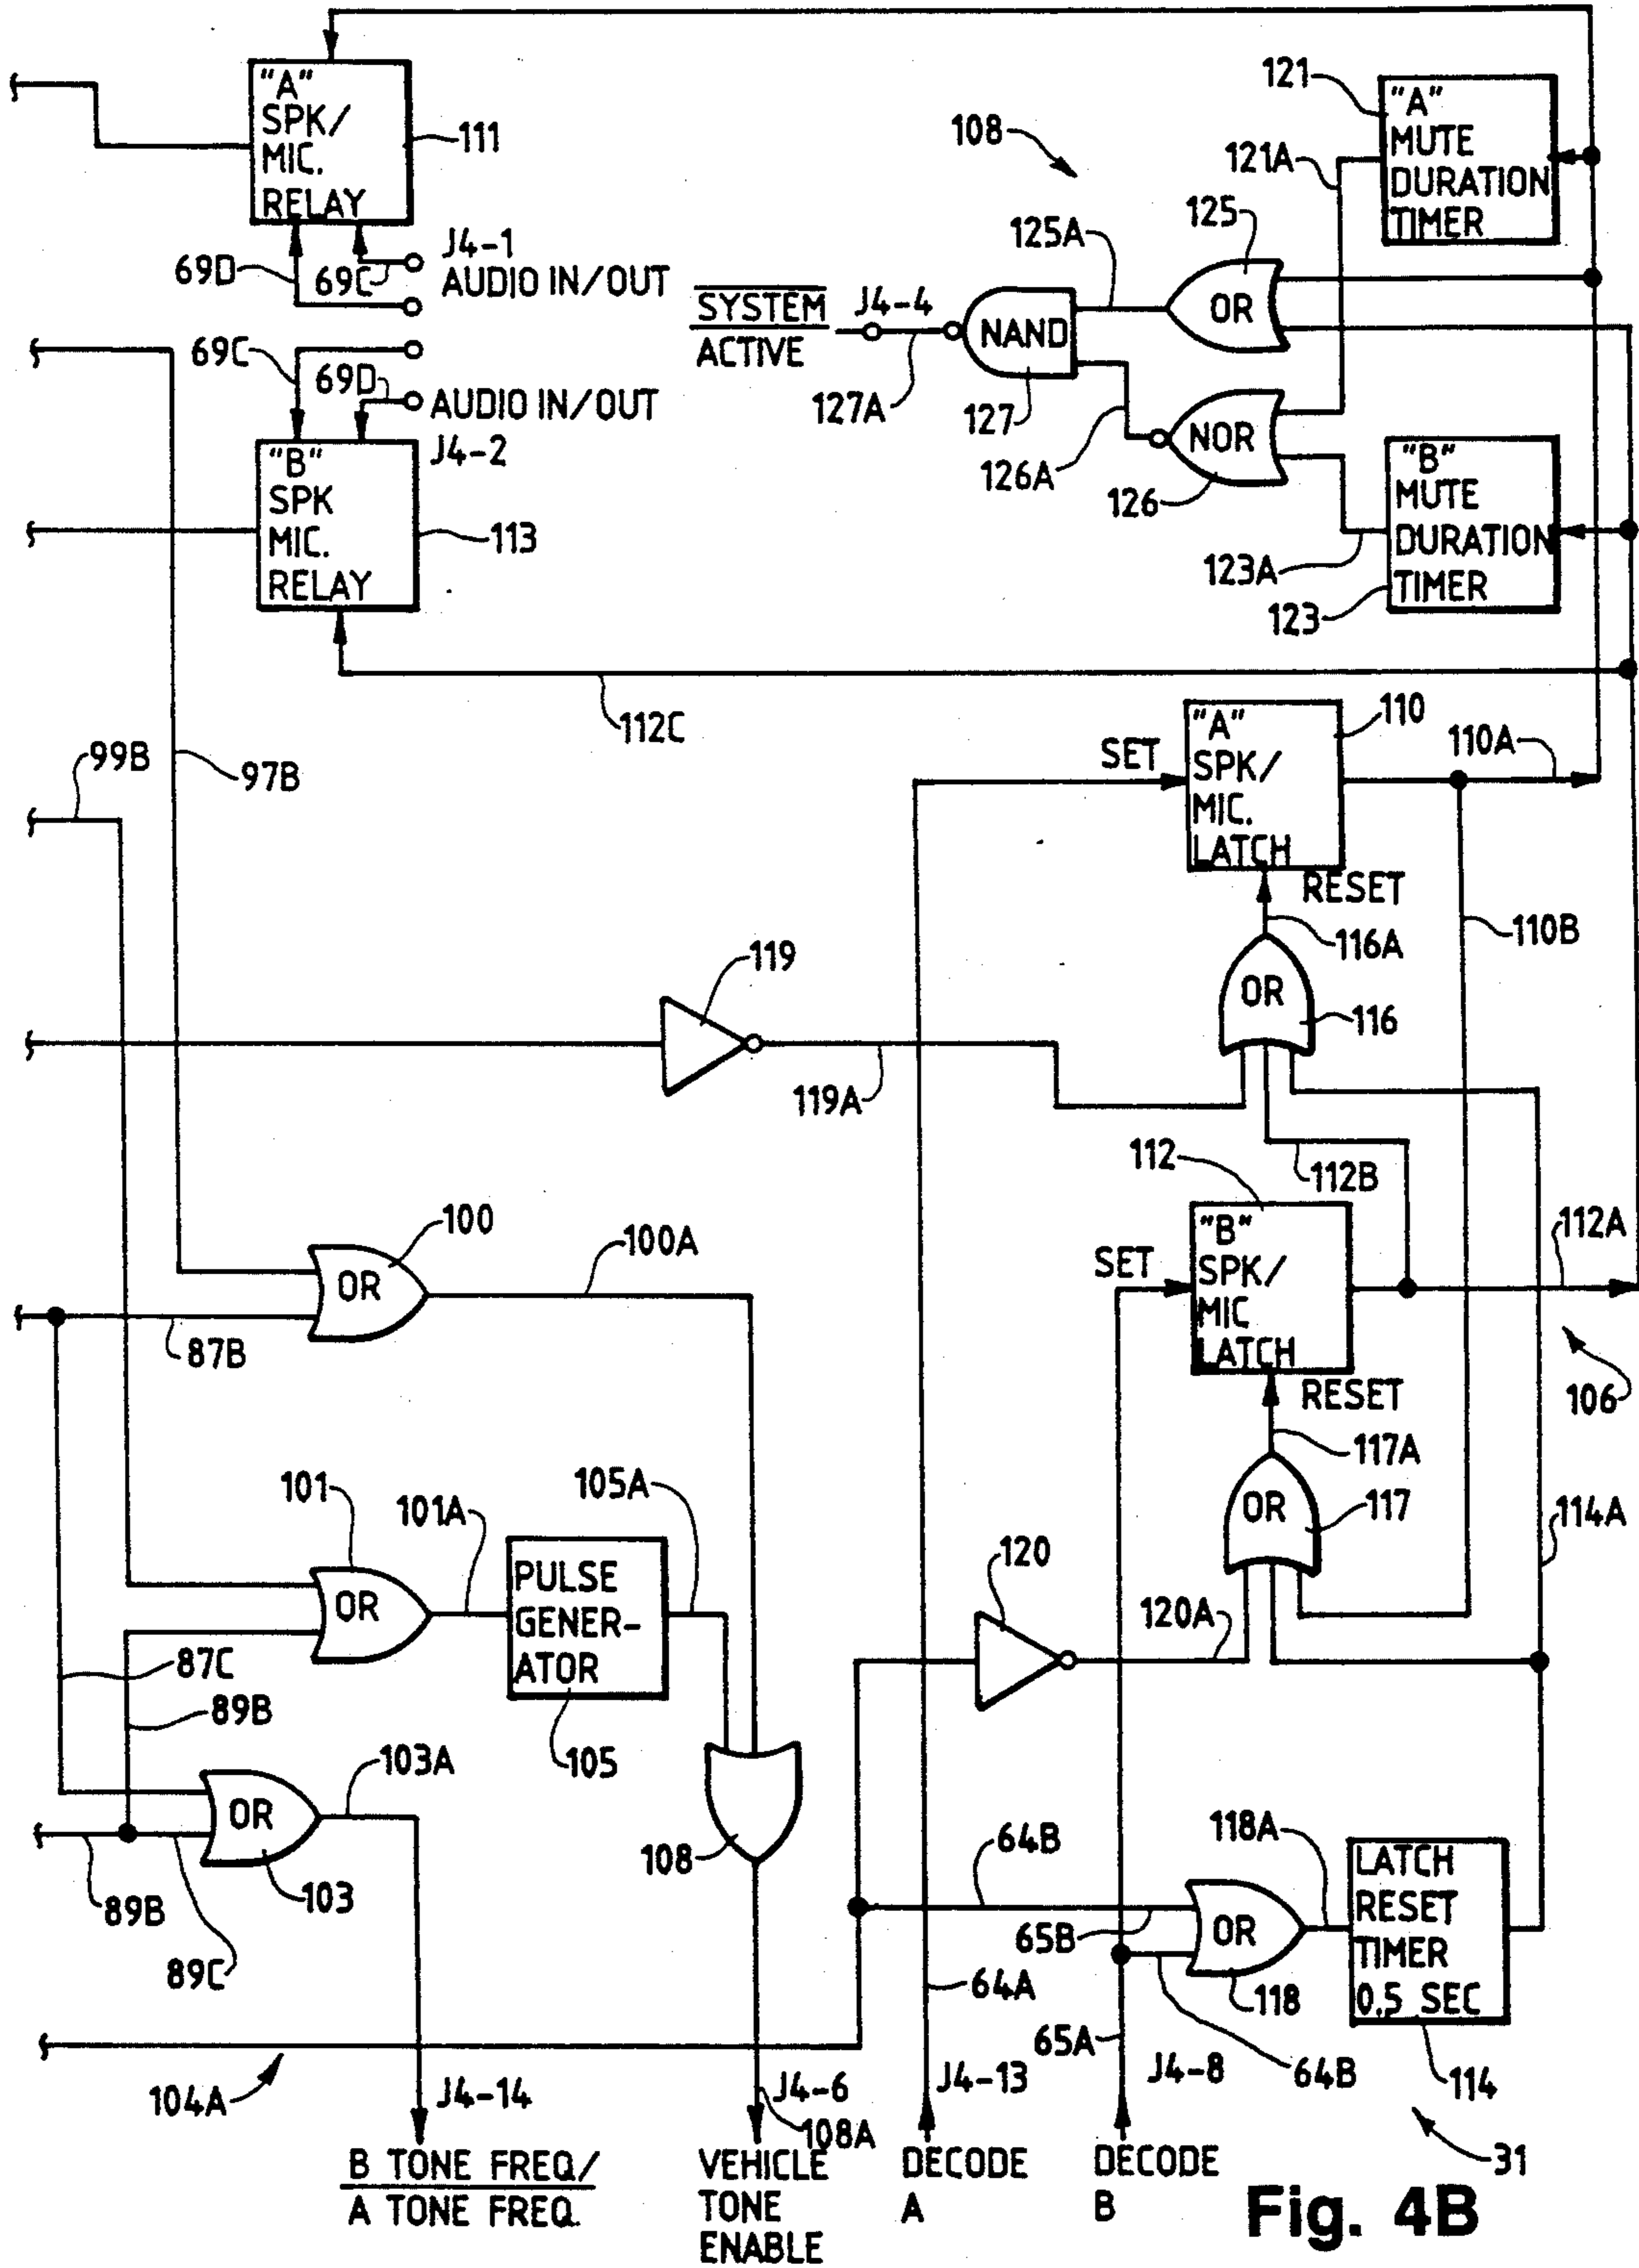 "A"
SPK/
MIC.
RELAY
111
J4-1
69D
69C
AUDIO IN/OUT
69C
69D
AUDIO IN/OUT
J4-2
"B"
SPK
MIC.
RELAY
113
112C
108
121
"A"
MUTE
DURATION
TIMER
121A
125
125A
OR
SYSTEM
ACTIVE
J4-4
NAND
127A
127
126A
NOR
126
"B"
MUTE
DURATION
TIMER
123A
123
99B
97B
SET
"A"
SPK/
MIC.
LATCH
110
110A
RESET
116A
110B
OR
116
119
119A
112
112B
SET
"B"
SPK/
MIC
LATCH
112A
RESET
106
117A
OR
117
114A
100
100A
OR
87B
101
101A
105A
OR
PULSE
GENER-
ATOR
105
120
120A
87C
89B
103A
OR
103
89B
89C
108
64B
118A
65B
OR
118
LATCH
RESET
TIMER
0.5 SEC
114
64A
65A
64B
104A
J4-14
J4-6
108A
J4-13
J4-8
31
B TONE FREQ/
A TONE FREQ.
VEHICLE
TONE
ENABLE
DECODE
A
DECODE
B
Fig. 4B